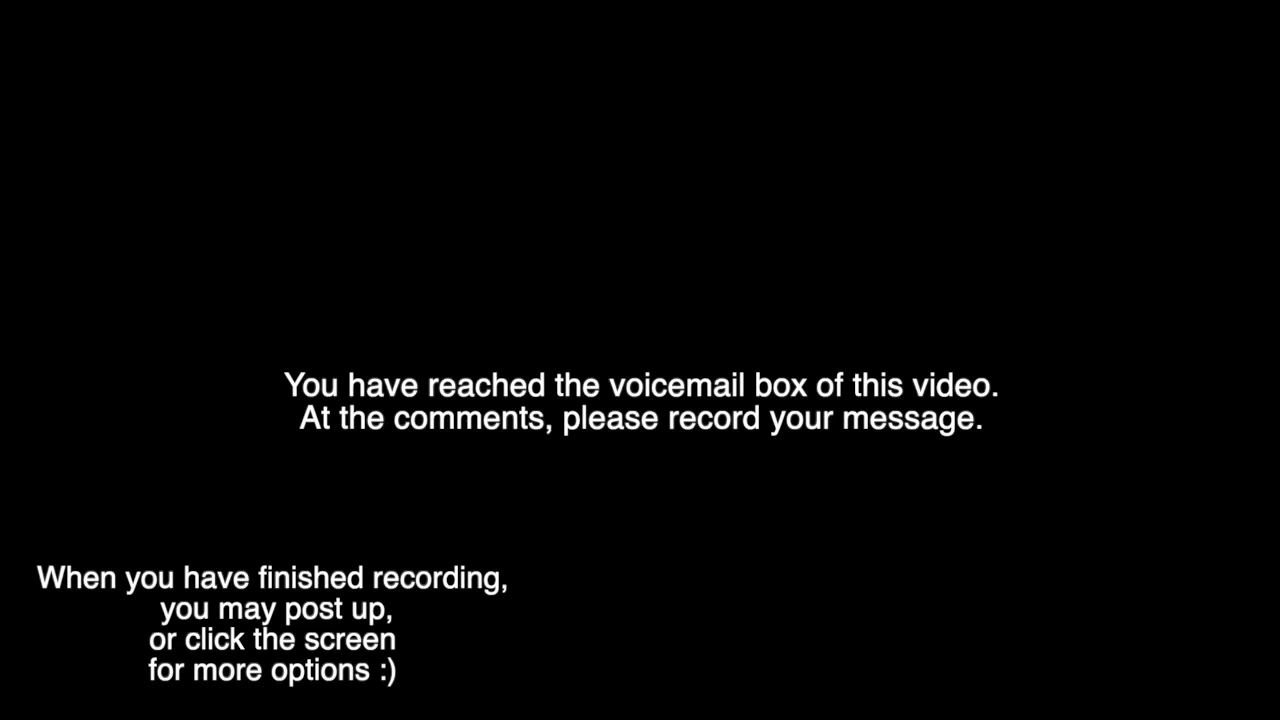 You have reached the voicemail box of this video.
At the comments, please record your message.
When you have finished recording,
you may post up,
or click the screen
for more options :)